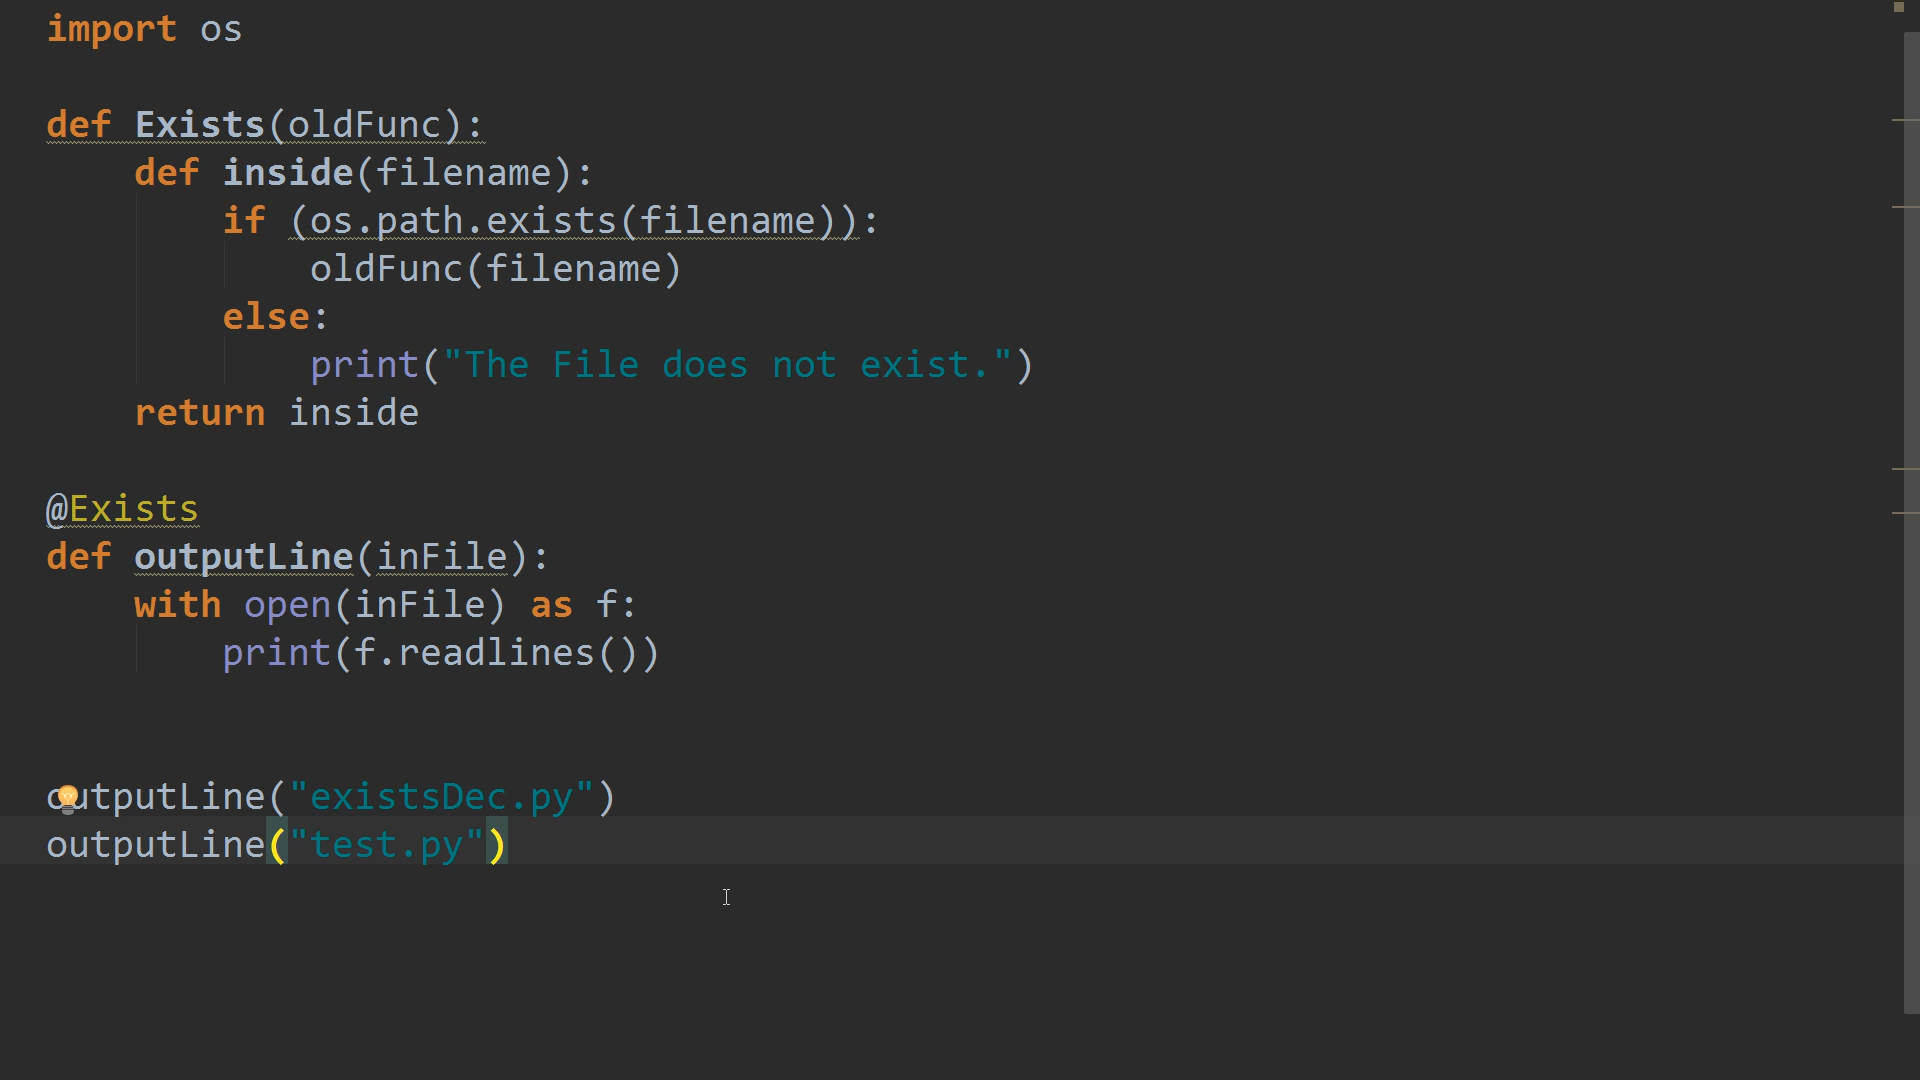 import os
def Exists(oldFunc):
    def inside(filename):
        if (os.path.exists(filename)):
            oldFunc(filename)
        else:
            print("The File does not exist.")
    return inside
@Exists
def outputLine(inFile):
    with open(inFile) as f:
        print(f.readlines())
outputLine("existsDec.py")
outputLine("test.py")